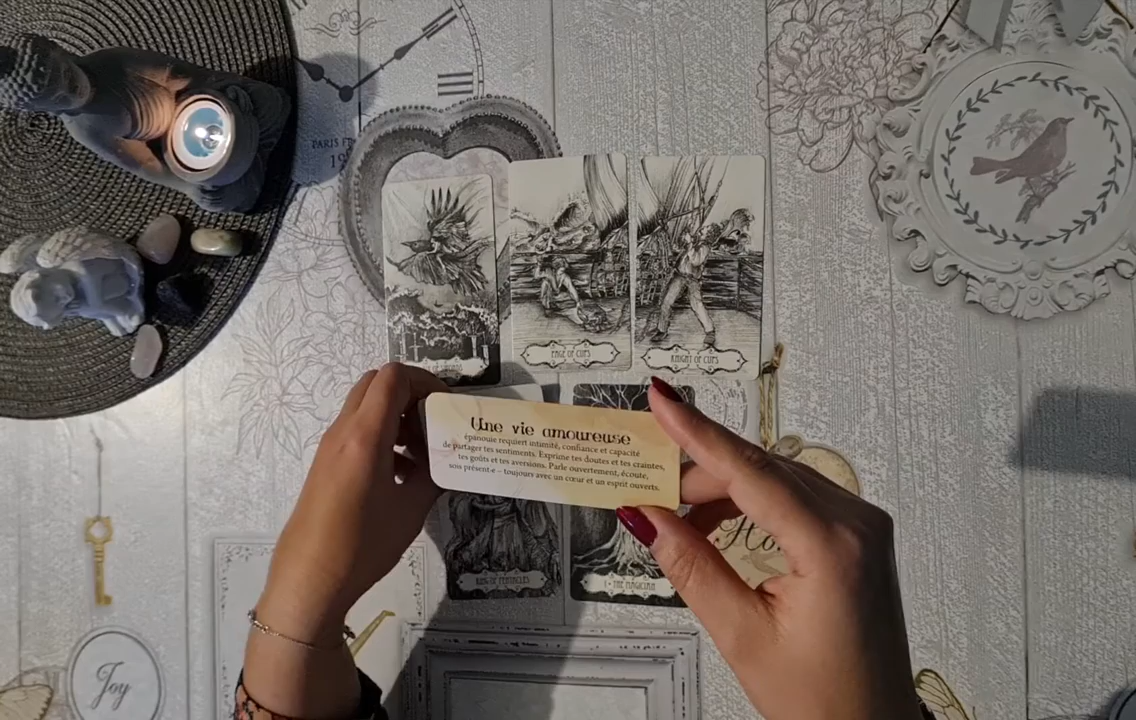 PARIS
PAGE OF CUPS
KNIGHT OF CUPS
Une vie amoureuse
épanouie requiert intimité, confiance et capacité
de partager tes sentiments. Exprime tes doutes et tes craintes,
tes goûts et tes aversions. Parle ouvertement, écoute,
sois présent·e – toujours avec un cœur et un esprit ouverts.
KING OF PENTACLES
I • THE MAGICIAN
Joy